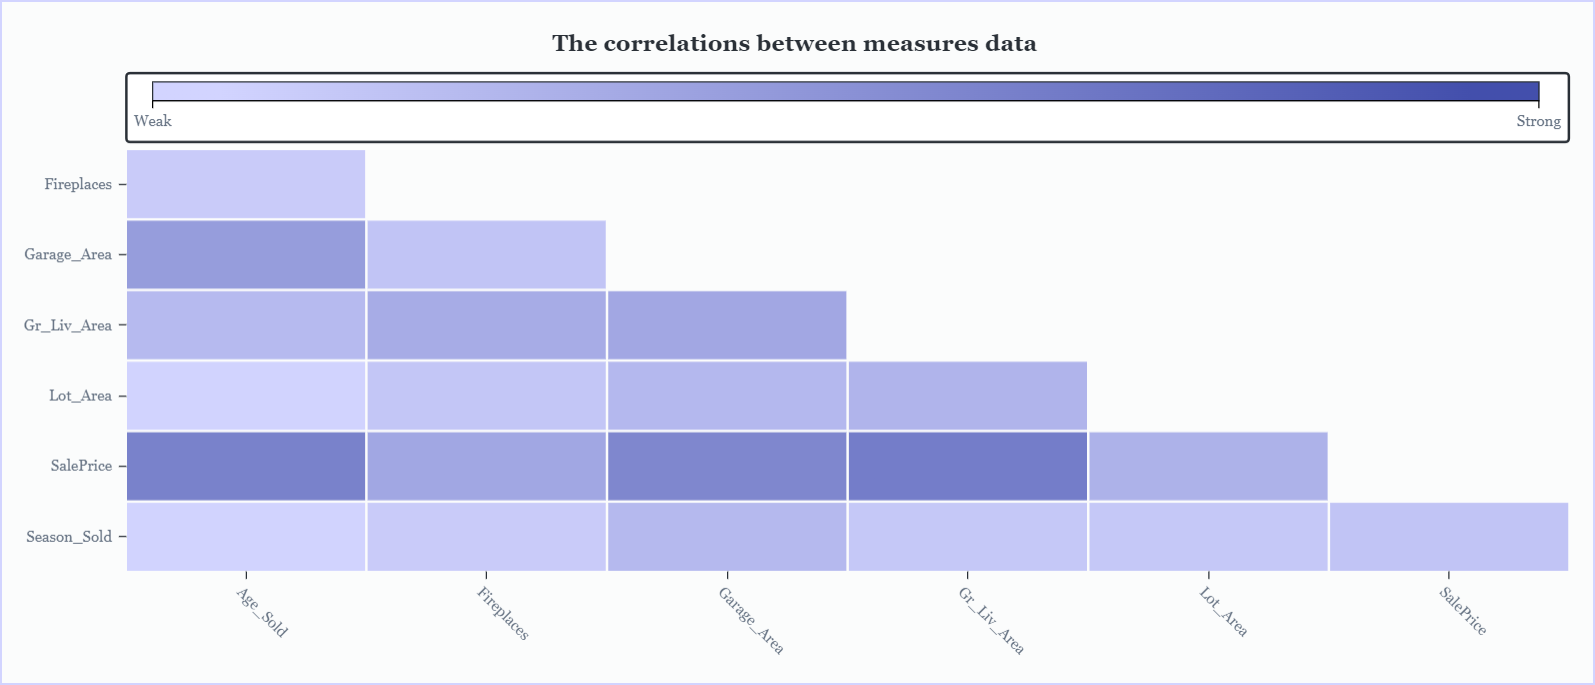 The correlations between measures data
Weak
Strong
Fireplaces
Garage_Area
Gr_Liv_Area
Lot_Area
SalePrice
Season_Sold
Age_Sold
Fireplaces
Garage_Area
Gr_Liv_Area
Lot_Area
SalePrice